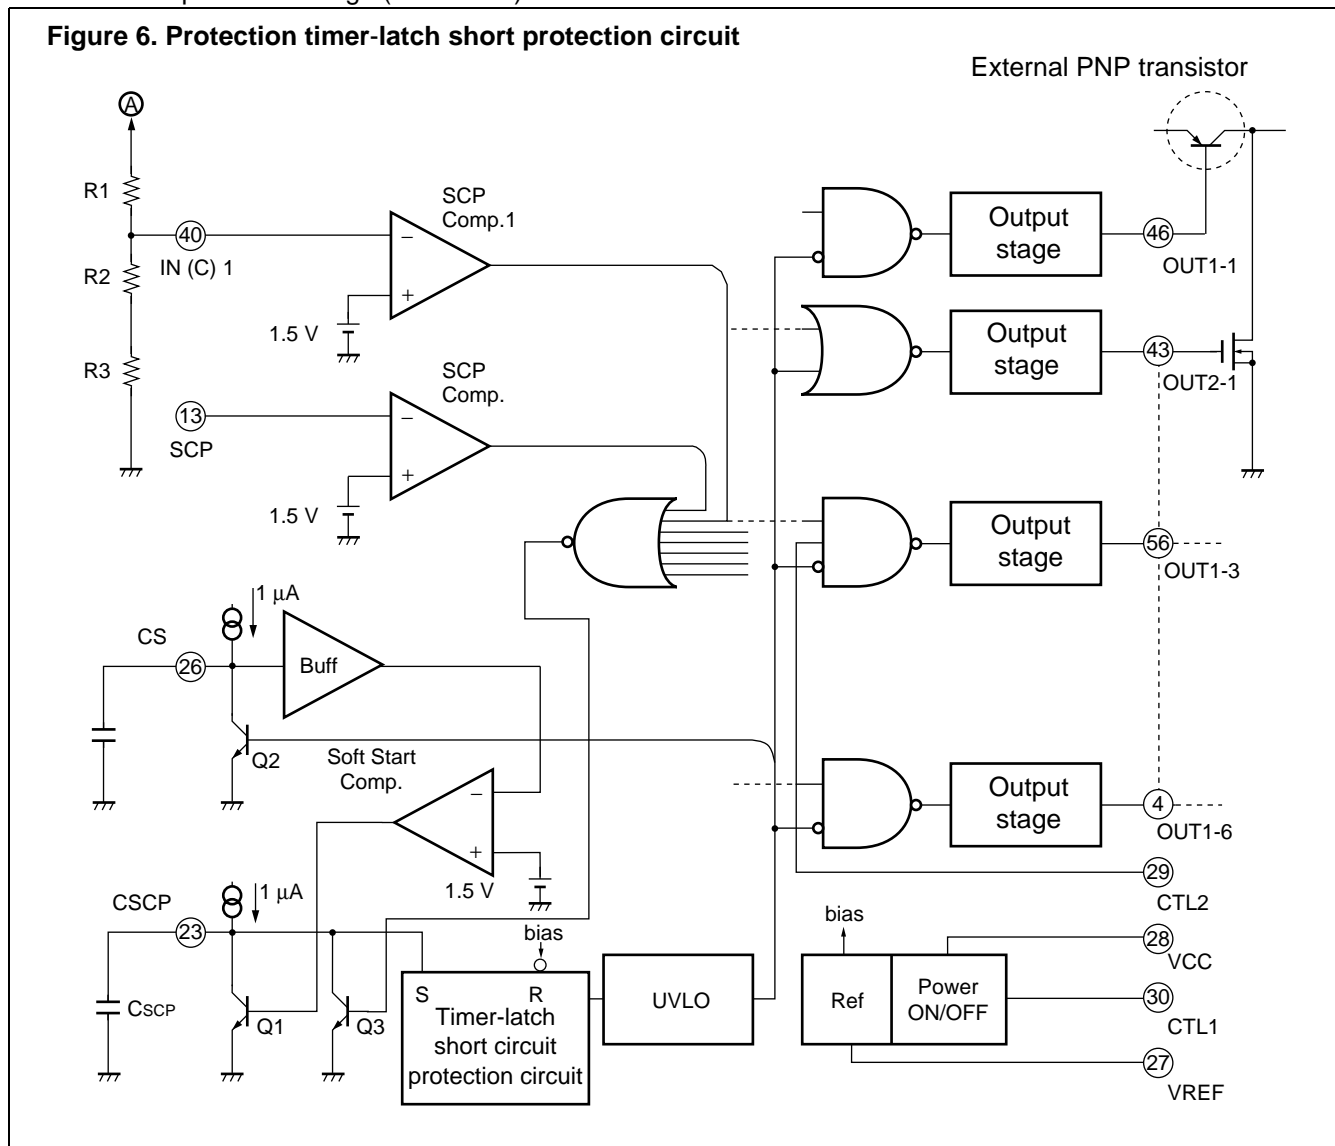 Figure 6. Protection timer-latch short protection circuit
External PNP transistor
A
R1
40
IN (C) 1
R2
R3
SCP
Comp.1
−
+
1.5 V
13
SCP
SCP
Comp.
−
+
1.5 V
Output
stage
46
OUT1-1
Output
stage
43
OUT2-1
Output
stage
56
OUT1-3
1 μA
CS
26
Buff
Q2
Soft Start
Comp.
−
+
1.5 V
Output
stage
4
OUT1-6
29
CTL2
1 μA
CSCP
23
CSCP
Q1
Q3
bias
S
R
Timer-latch
short circuit
protection circuit
UVLO
bias
Ref
Power
ON/OFF
28
VCC
30
CTL1
27
VREF